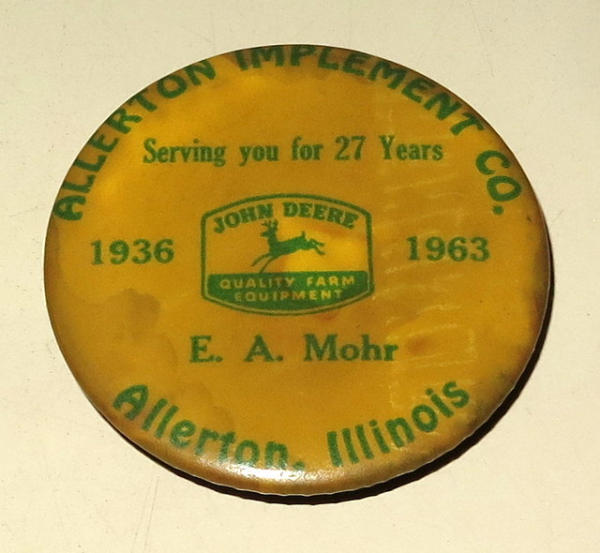 ALLERTON IMPLEMENT CO.
Serving you for 27 Years
1936
1963
JOHN DEERE
QUALITY FARM
EQUIPMENT
E. A. Mohr
Allerton, Illinois